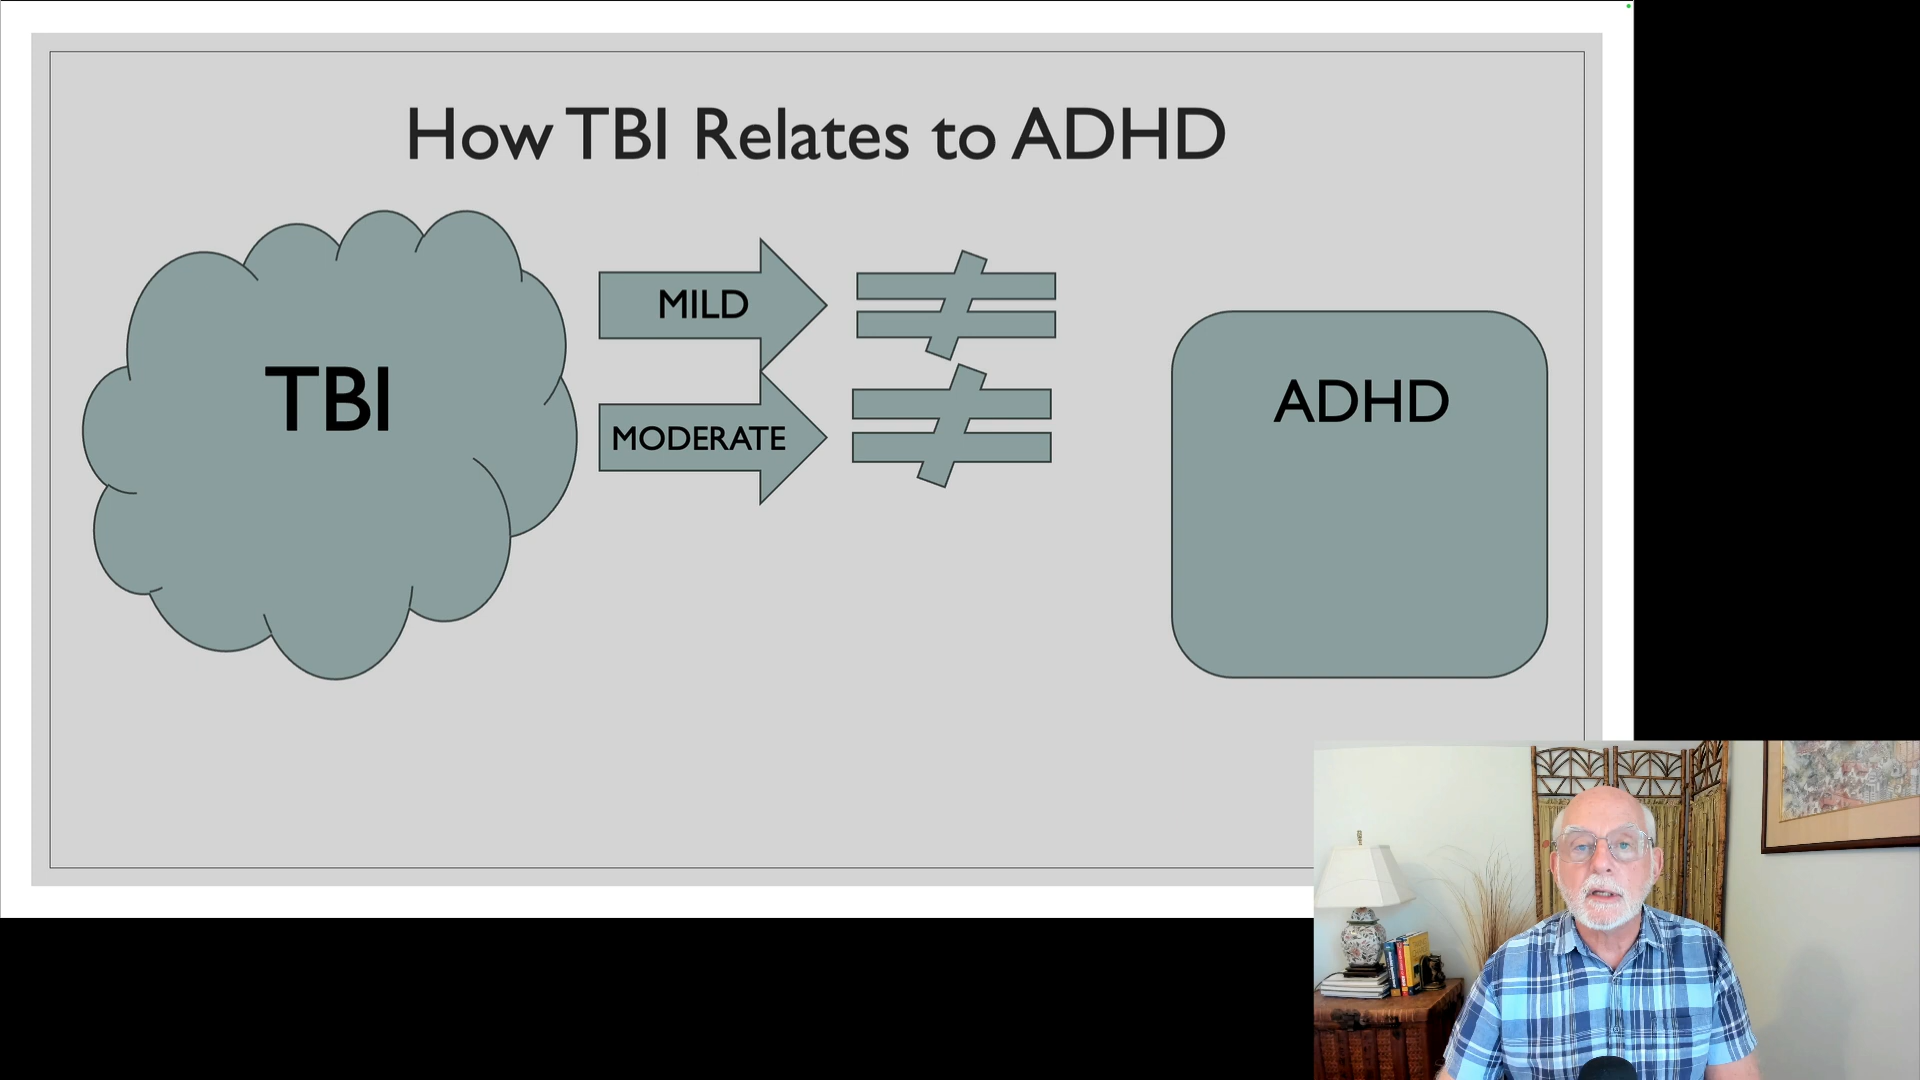 How TBI Relates to ADHD
TBI
MILD
MODERATE
ADHD